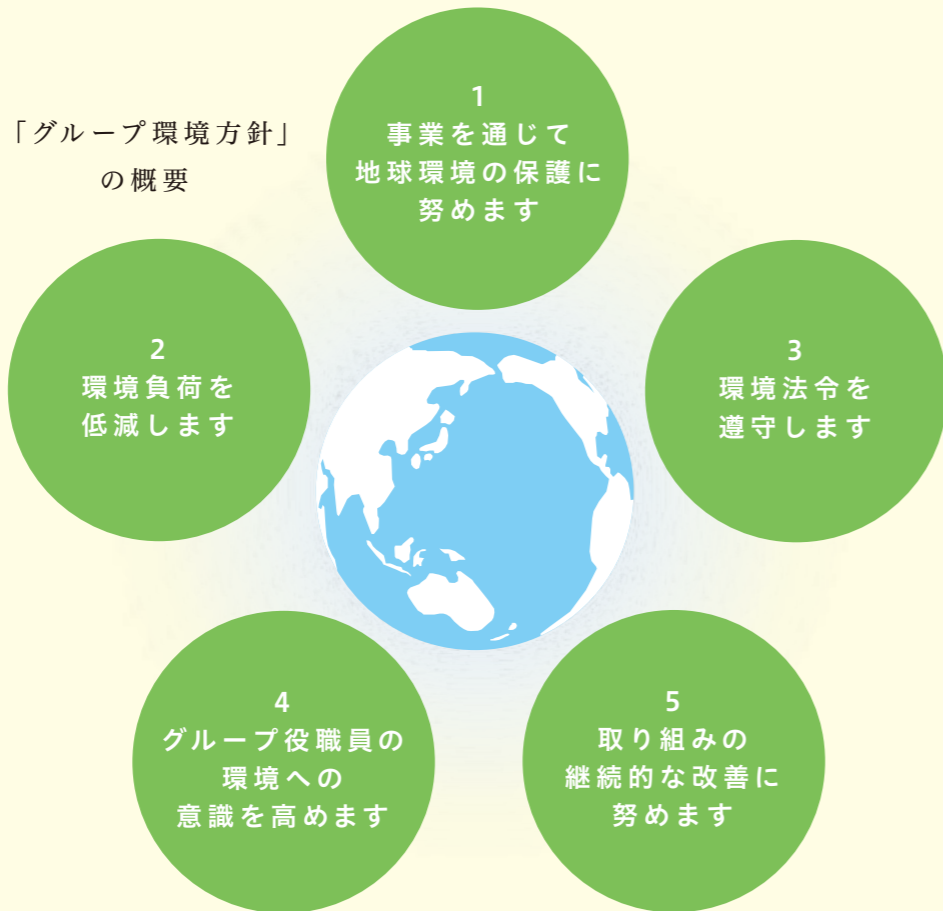 「グループ環境方針」
の概要
1
事業を通じて
地球環境の保護に
努めます
2
環境負荷を
低減します
3
環境法令を
遵守します
4
グループ役職員の
環境への
意識を高めます
5
取り組みの
継続的な改善に
努めます